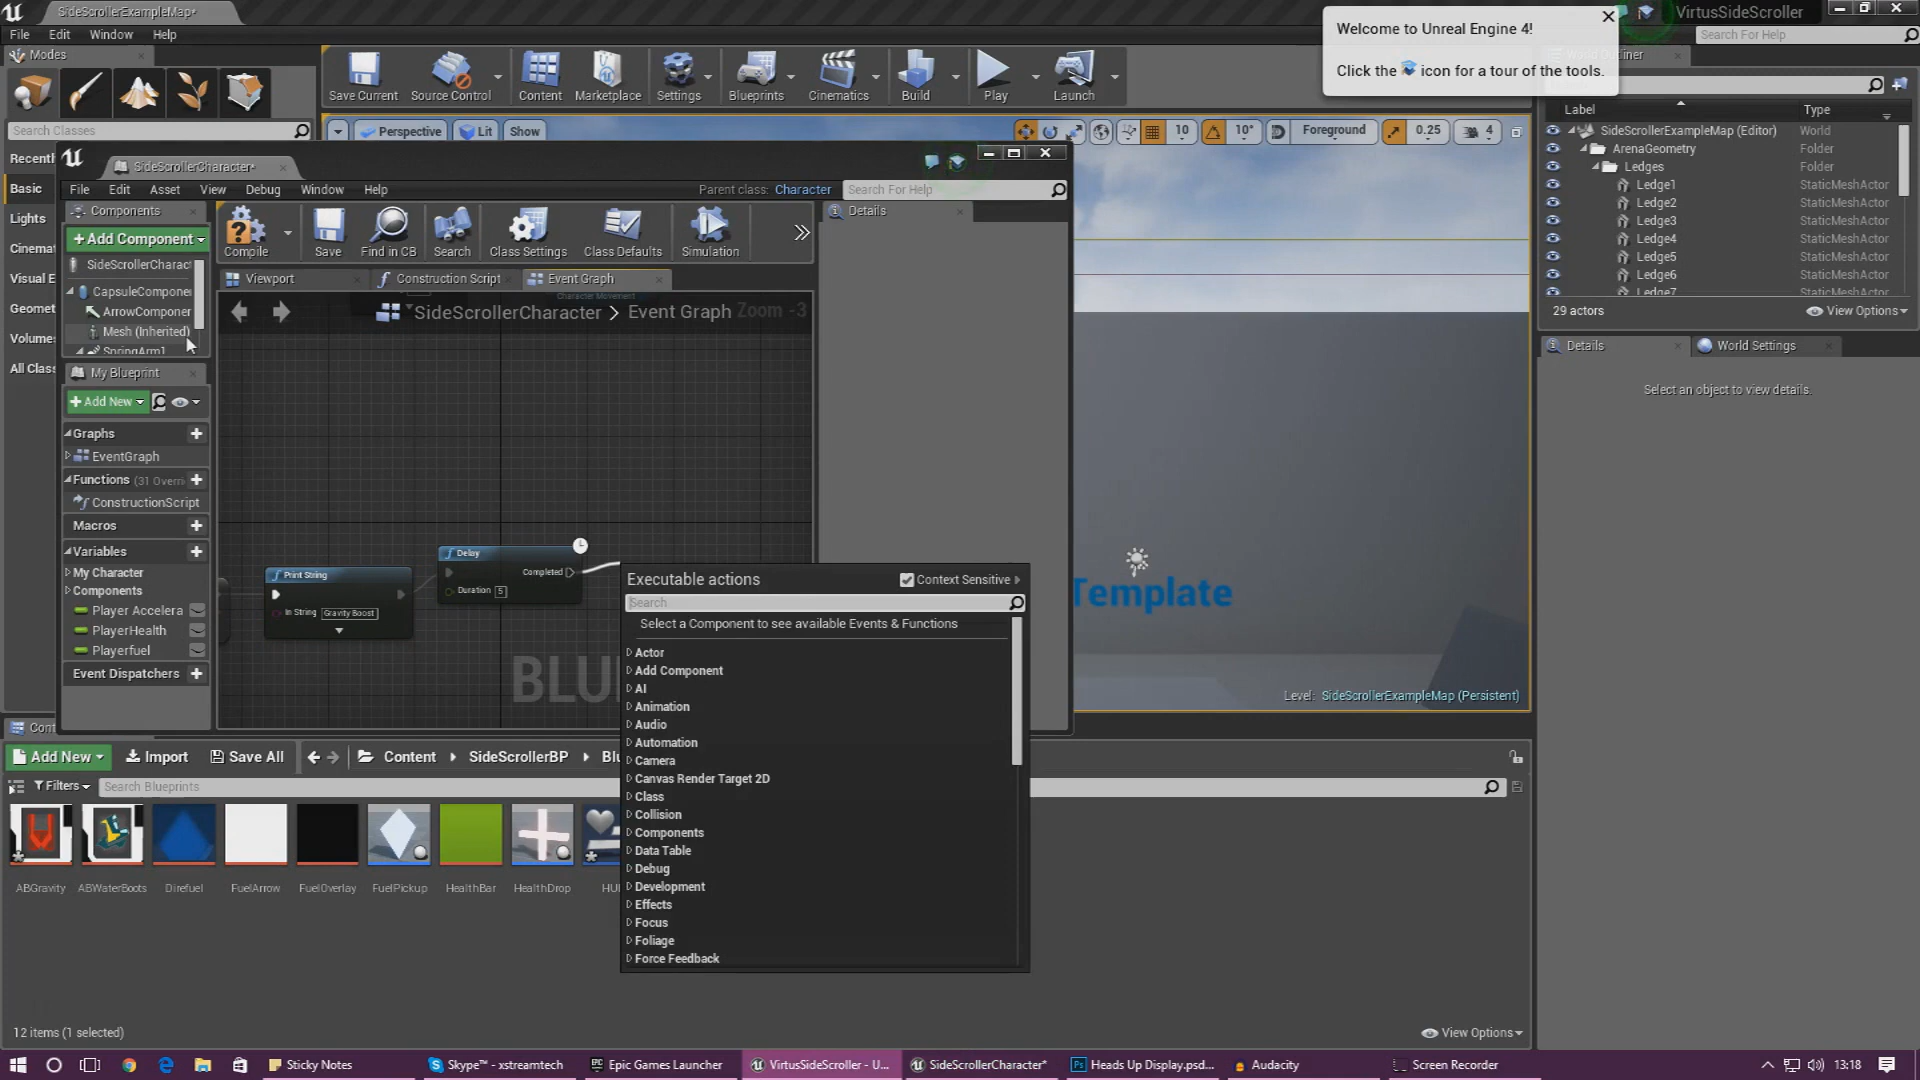 SideScrollerExampleMap*
VirtusSideScroller
File Edit Window Help
Search For Help
Welcome to Unreal Engine 4!
Click the icon for a tour of the tools.
Modes
World Outliner
Save Current Source Control Content Marketplace Settings Blueprints Cinematics Build Play Launch
Search Classes
Perspective Lit Show 10 10° Foreground 0.25 4
Label Type
SideScrollerExampleMap (Editor) World
ArenaGeometry Folder
Ledges Folder
Ledge1 StaticMeshActor
Ledge2 StaticMeshActor
Ledge3 StaticMeshActor
Ledge4 StaticMeshActor
Ledge5 StaticMeshActor
Ledge6 StaticMeshActor
Ledge7 StaticMeshActor
29 actors View Options
Details World Settings
Select an object to view details.
Basic
Lights
SideScrollerCharacter*
File Edit Asset View Debug Window Help
Parent class: Character Search For Help
Components
Details
+Add Component
Compile Save Find in CB Search Class Settings Class Defaults Simulation
SideScrollerCharact
CapsuleComponen
ArrowComponen
Mesh (Inherited)
SpringArm1
Viewport Construction Script Event Graph
Character Movement
SideScrollerCharacter > Event Graph Zoom -3
My Blueprint
+Add New
Graphs
EventGraph
Functions (31 Overri
ConstructionScript
Macros
Variables
My Character
Components
Player Accelera
PlayerHealth
Playerfuel
Event Dispatchers
Print String
In String Gravity Boost
Delay
Completed
Duration 5
BLU
Executable actions Context Sensitive
Search
Select a Component to see available Events & Functions
Actor
Add Component
AI
Animation
Audio
Automation
Camera
Canvas Render Target 2D
Class
Collision
Components
Data Table
Debug
Development
Effects
Focus
Foliage
Force Feedback
Template
Level: SideScrollerExampleMap (Persistent)
Add New Import Save All Content SideScrollerBP Blu
Filters Search Blueprints
ABGravity ABWaterBoots Direfuel FuelArrow FuelOverlay FuelPickup HealthBar HealthDrop HU
12 items (1 selected) View Options
Sticky Notes Skype™ - xstreamtech Epic Games Launcher VirtusSideScroller - U... SideScrollerCharacter* Heads Up Display.psd... Audacity Screen Recorder 13:18